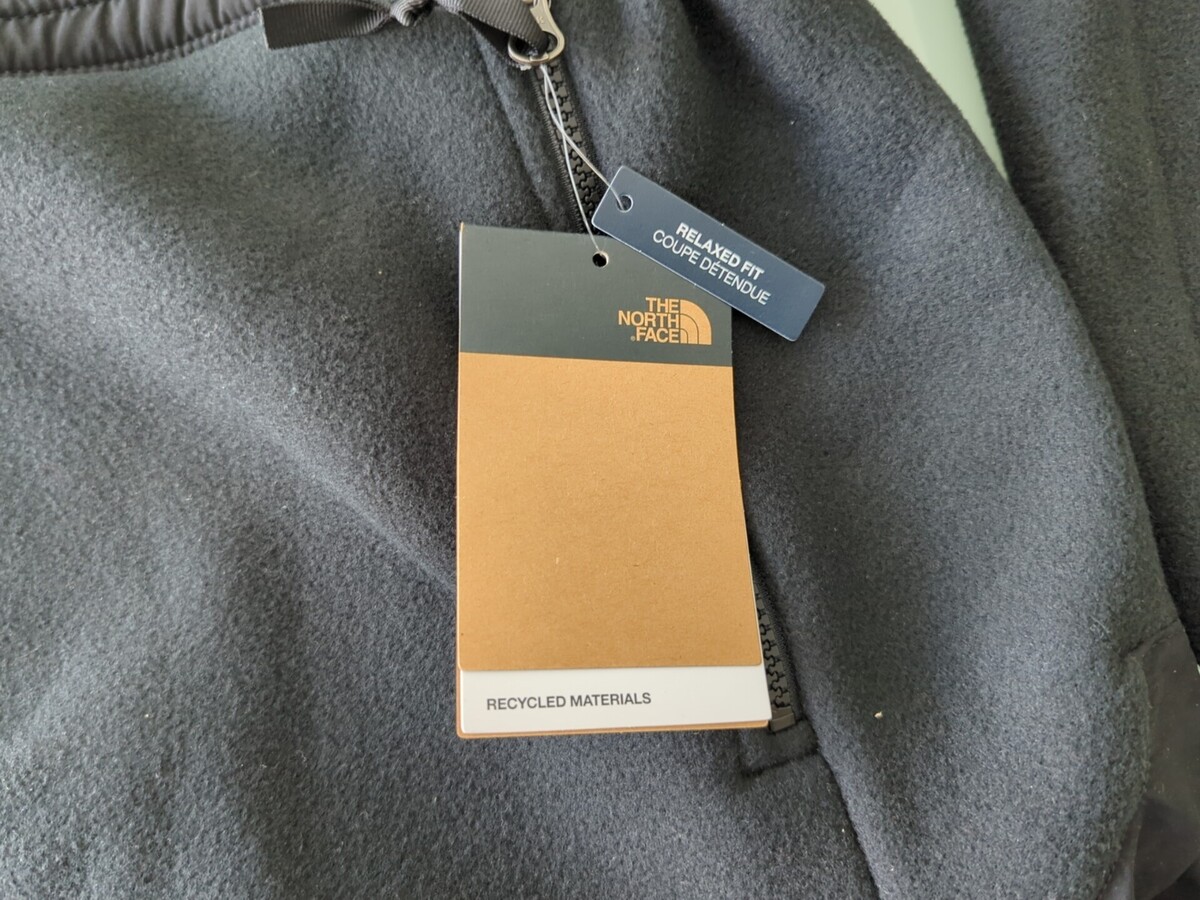 RELAXED FIT
COUPE DÉTENDUE
THE
NORTH
FACE
RECYCLED MATERIALS